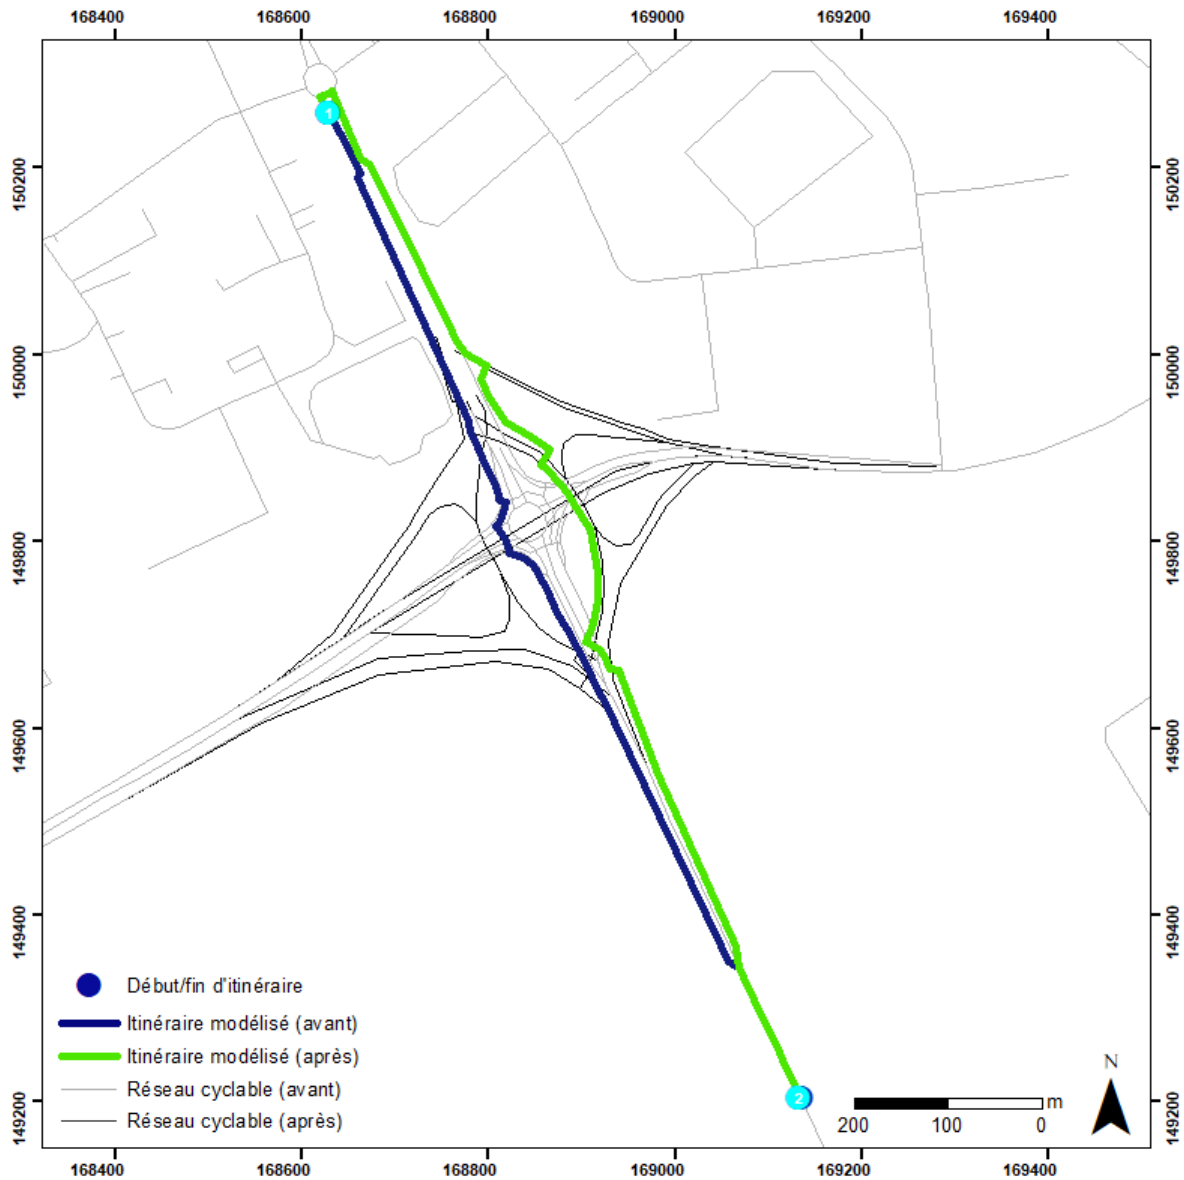 168400 168600 168800 169000 169200 169400
1
150200 150200
150000 150000
149800 149800
149600 149600
149400 149400
Début/fin d'itinéraire
Itinéraire modélisé (avant)
Itinéraire modélisé (après)
Réseau cyclable (avant)
Réseau cyclable (après)
N
2
m
200 100 0
149200 149200
168400 168600 168800 169000 169200 169400